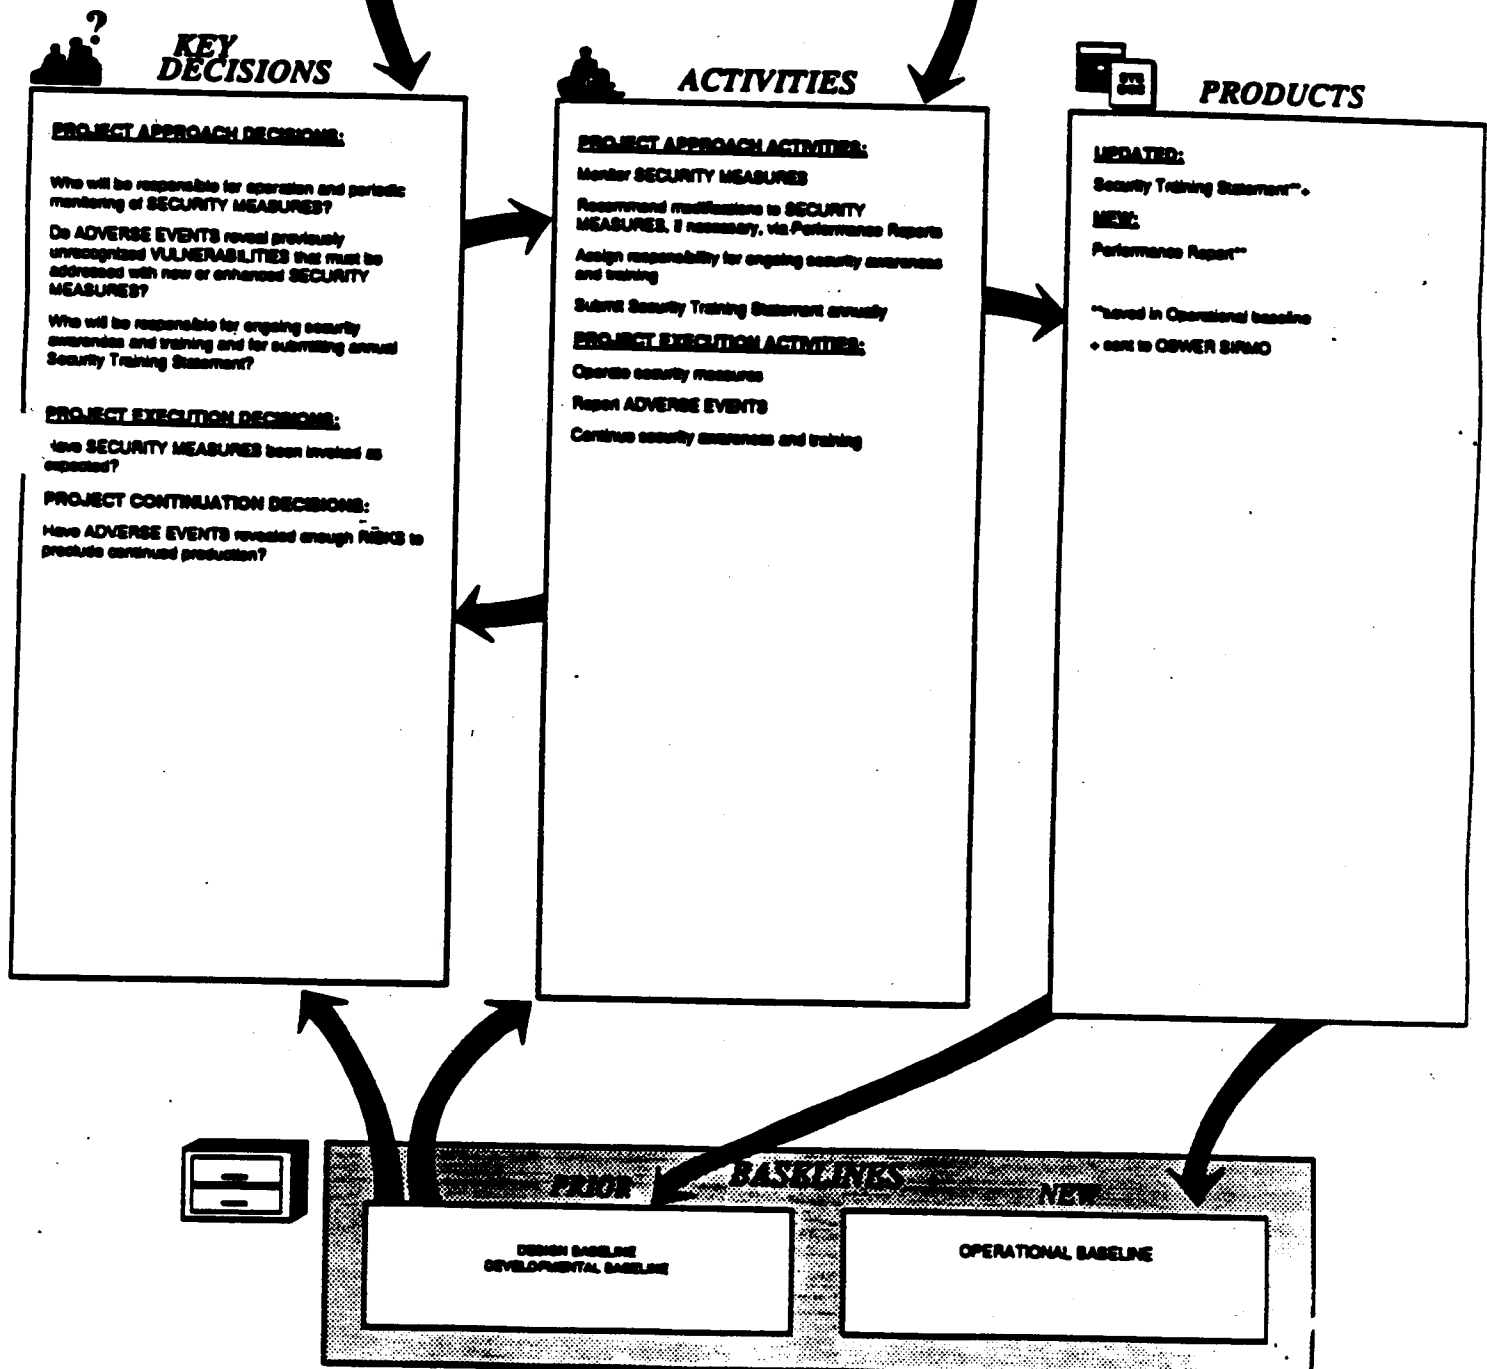 ?
KEY
DECISIONS
PROJECT APPROACH DECISIONS:
Who will be responsible for operation and periodic
monitoring of SECURITY MEASURES?
Do ADVERSE EVENTS reveal previously
unrecognized VULNERABILITIES that must be
addressed with new or enhanced SECURITY
MEASURES?
Who will be responsible for ongoing security
awareness and training and for submitting annual
Security Training Statement?
PROJECT EXECUTION DECISIONS:
Have SECURITY MEASURES been invoked as
expected?
PROJECT CONTINUATION DECISIONS:
Have ADVERSE EVENTS revealed enough RISKS to
preclude continued production?
ACTIVITIES
PROJECT APPROACH ACTIVITIES:
Monitor SECURITY MEASURES
Recommend modifications to SECURITY
MEASURES, if necessary, via Performance Reports
Assign responsibility for ongoing security awareness
and training
Submit Security Training Statement annually
PROJECT EXECUTION ACTIVITIES:
Operate security measures
Report ADVERSE EVENTS
Continue security awareness and training
PRODUCTS
SYS
DOC
UPDATED:
Security Training Statement**+
NEW:
Performance Report**
**saved in Operational baseline
+ sent to OSWER SIRMO
BASELINES
PRIOR
NEW
DESIGN BASELINE
DEVELOPMENTAL BASELINE
OPERATIONAL BASELINE